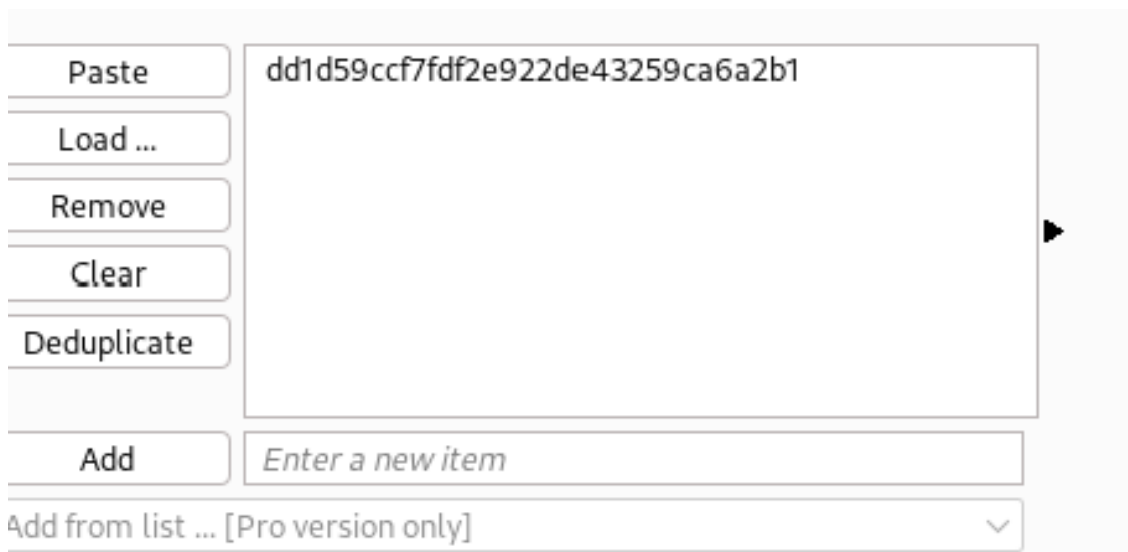 Paste
dd1d59ccf7fdf2e922de43259ca6a2b1
Load ...
Remove
Clear
Deduplicate
Add
Enter a new item
Add from list ... [Pro version only]